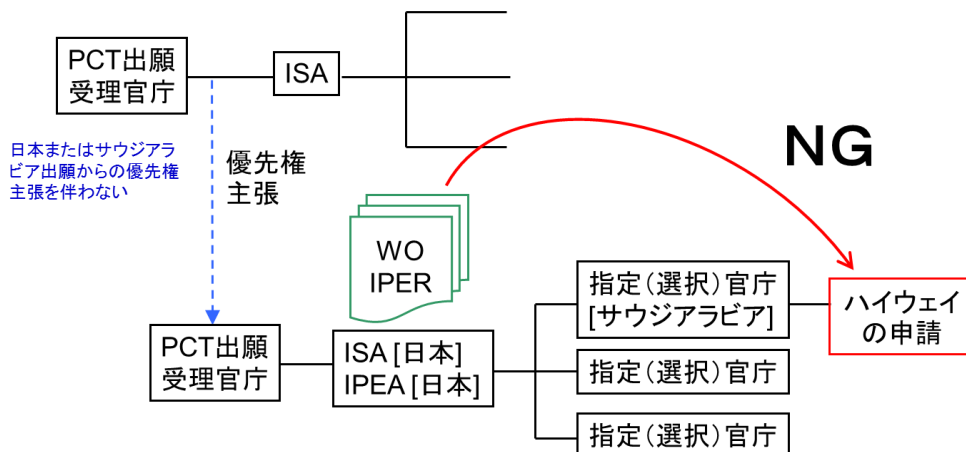 PCT出願
受理官庁
ISA
日本またはサウジアラ
ビア出願からの優先権
主張を伴わない
優先権
主張
NG
WO
IPER
PCT出願
受理官庁
ISA [日本]
IPEA [日本]
指定(選択)官庁
[サウジアラビア]
ハイウェイ
の申請
指定(選択)官庁
指定(選択)官庁